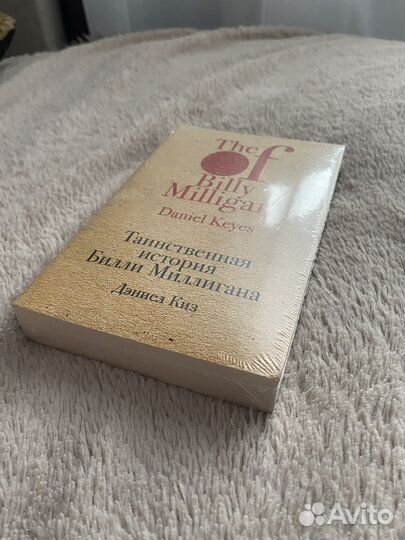 The
of
Billy
Milligan
Daniel Keyes
Таинственная
история
Билли Миллигана
Дэниел Киз
Avito